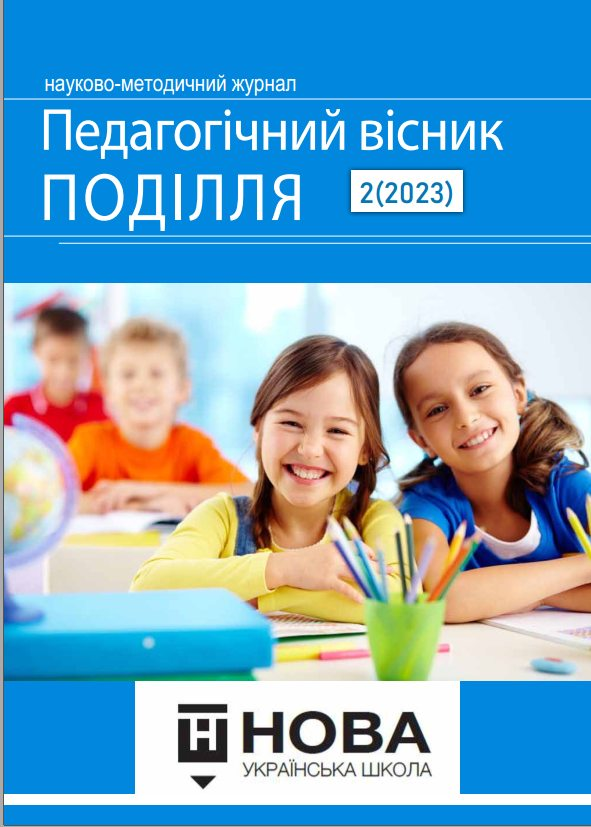 науково-методичний журнал
Педагогічний вісник
ПОДІЛЛЯ
2(2023)
НОВА
УКРАЇНСЬКА ШКОЛА